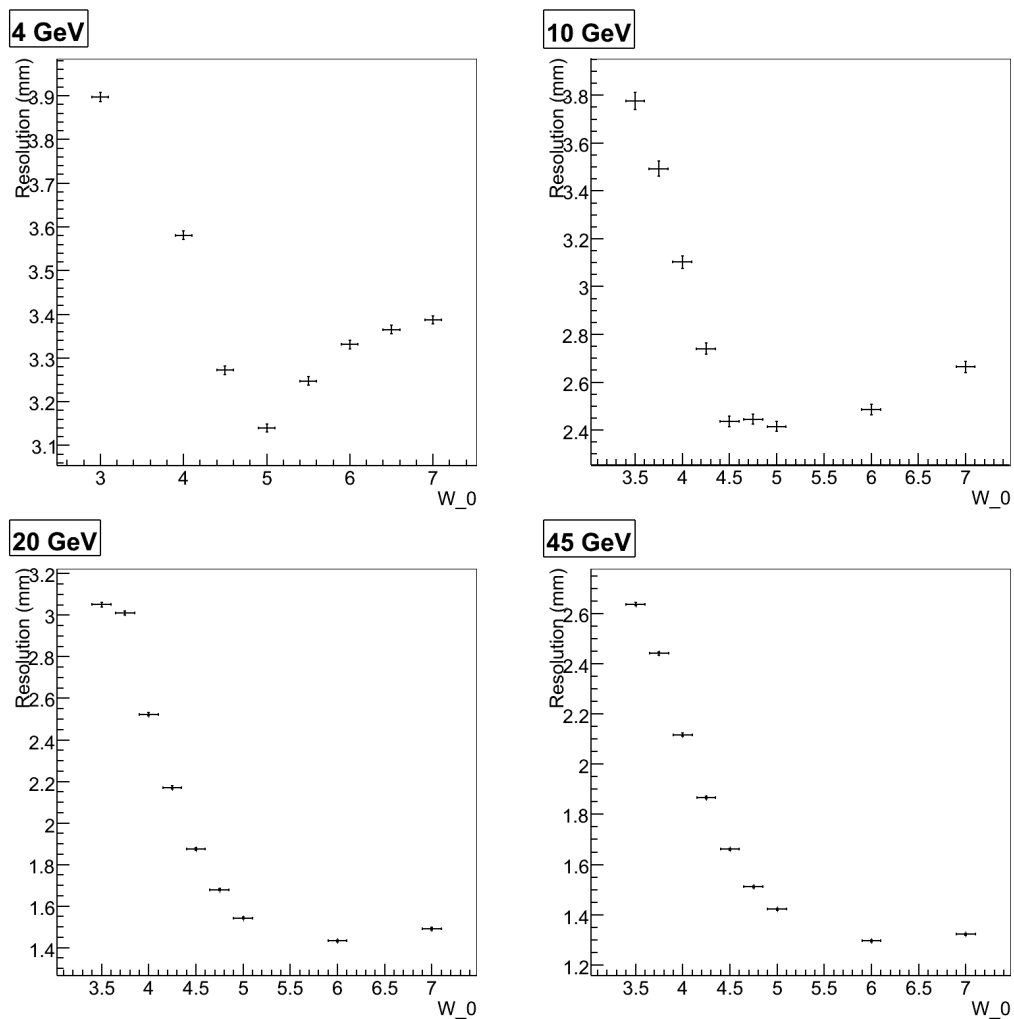 4 GeV
Resolution (mm)
3.9
3.8
3.7
3.6
3.5
3.4
3.3
3.2
3.1
3 4 5 6 7
W_0
10 GeV
Resolution (mm)
3.8
3.6
3.4
3.2
3
2.8
2.6
2.4
3.5 4 4.5 5 5.5 6 6.5 7
W_0
20 GeV
Resolution (mm)
3.2
3
2.8
2.6
2.4
2.2
2
1.8
1.6
1.4
3.5 4 4.5 5 5.5 6 6.5 7
W_0
45 GeV
Resolution (mm)
2.6
2.4
2.2
2
1.8
1.6
1.4
1.2
3.5 4 4.5 5 5.5 6 6.5 7
W_0